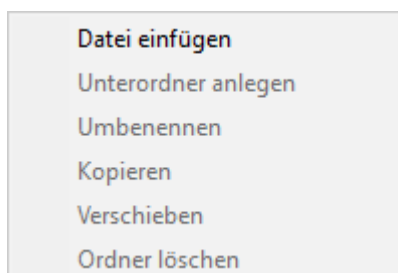 Datei einfügen
Unterordner anlegen
Umbenennen
Kopieren
Verschieben
Ordner löschen